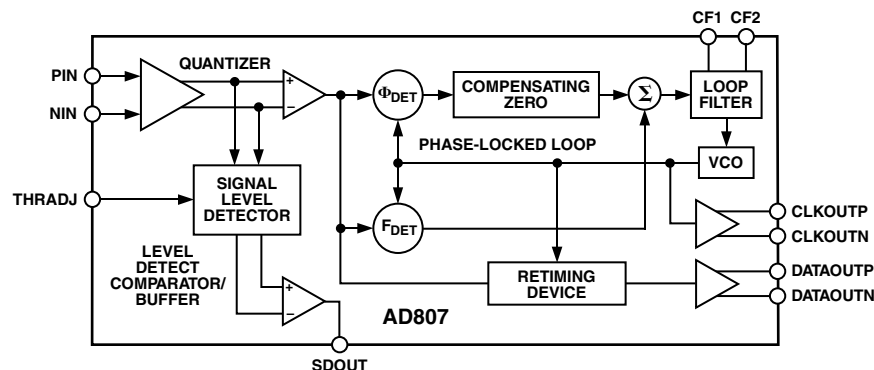 CF1 CF2
PIN
NIN
QUANTIZER
+
−
Φ DET
COMPENSATING
ZERO
Σ
LOOP
FILTER
PHASE-LOCKED LOOP
VCO
THRADJ
SIGNAL
LEVEL
DETECTOR
F DET
CLKOUTP
CLKOUTN
LEVEL
DETECT
COMPARATOR/
BUFFER
+
−
RETIMING
DEVICE
DATAOUTP
DATAOUTN
AD807
SDOUT